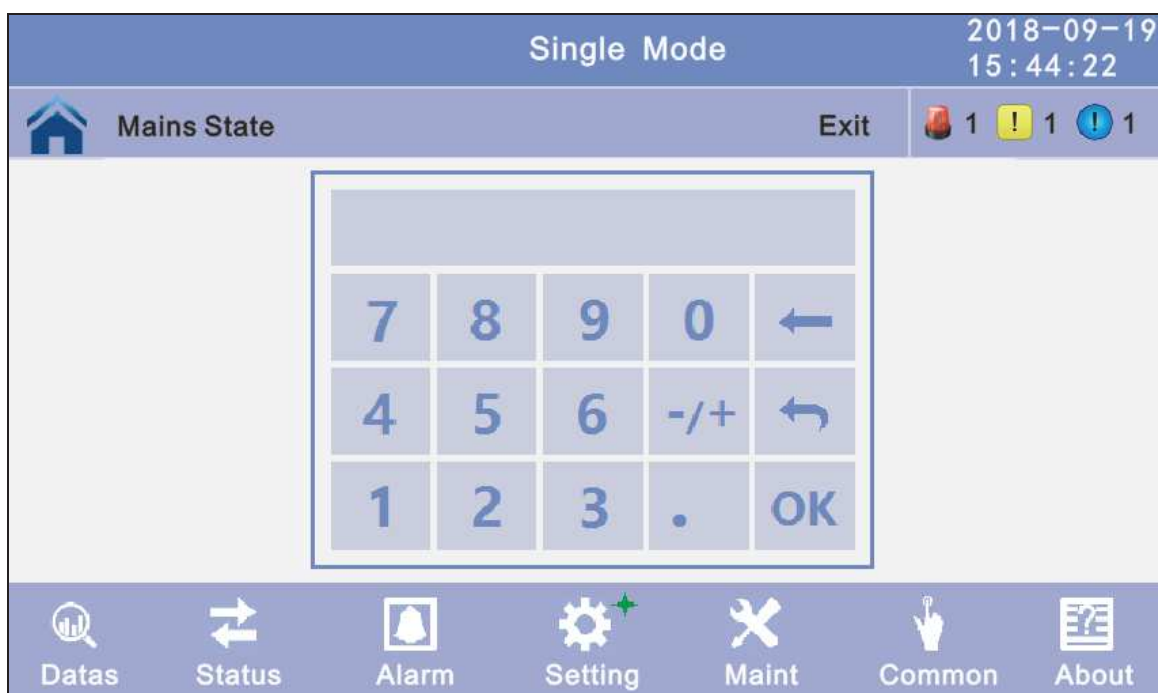 Single Mode
2018-09-19
15:44:22
Mains State
Exit
1
! 1
! 1
7 8 9 0
4 5 6 -/+
1 2 3 . OK
Datas Status Alarm Setting Maint Common About